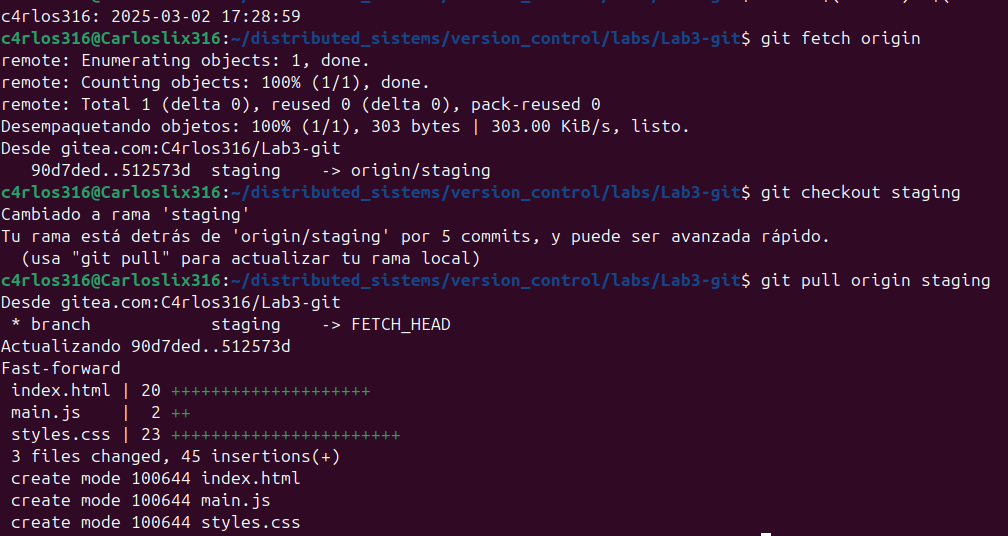 c4rlos316: 2025-03-02 17:28:59
c4rlos316@Carloslix316:~/distributed_sistems/version_control/labs/Lab3-git$ git fetch origin
remote: Enumerating objects: 1, done.
remote: Counting objects: 100% (1/1), done.
remote: Total 1 (delta 0), reused 0 (delta 0), pack-reused 0
Desempaquetando objetos: 100% (1/1), 303 bytes | 303.00 KiB/s, listo.
Desde gitea.com:C4rlos316/Lab3-git
   90d7ded..512573d  staging    -> origin/staging
c4rlos316@Carloslix316:~/distributed_sistems/version_control/labs/Lab3-git$ git checkout staging
Cambiado a rama 'staging'
Tu rama está detrás de 'origin/staging' por 5 commits, y puede ser avanzada rápido.
  (usa "git pull" para actualizar tu rama local)
c4rlos316@Carloslix316:~/distributed_sistems/version_control/labs/Lab3-git$ git pull origin staging
Desde gitea.com:C4rlos316/Lab3-git
 * branch            staging    -> FETCH_HEAD
Actualizando 90d7ded..512573d
Fast-forward
 index.html | 20 ++++++++++++++++++++
 main.js    |  2 ++
 styles.css | 23 +++++++++++++++++++++++
 3 files changed, 45 insertions(+)
 create mode 100644 index.html
 create mode 100644 main.js
 create mode 100644 styles.css